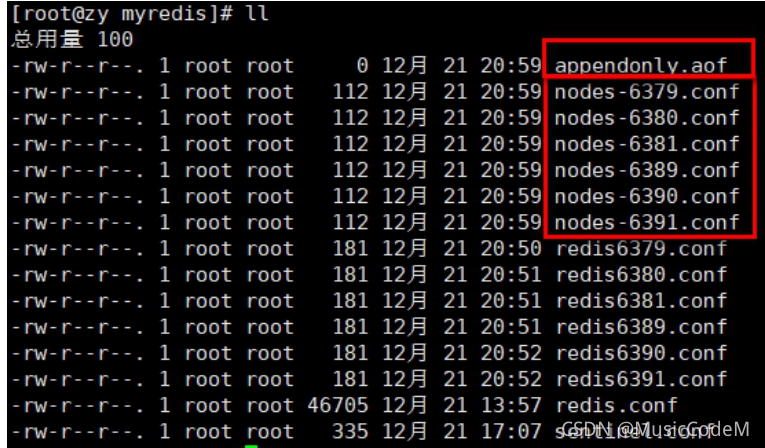 [root@zy myredis]# ll
总用量 100
-rw-r--r--. 1 root root     0 12月 21 20:59 appendonly.aof
-rw-r--r--. 1 root root   112 12月 21 20:59 nodes-6379.conf
-rw-r--r--. 1 root root   112 12月 21 20:59 nodes-6380.conf
-rw-r--r--. 1 root root   112 12月 21 20:59 nodes-6381.conf
-rw-r--r--. 1 root root   112 12月 21 20:59 nodes-6389.conf
-rw-r--r--. 1 root root   112 12月 21 20:59 nodes-6390.conf
-rw-r--r--. 1 root root   112 12月 21 20:59 nodes-6391.conf
-rw-r--r--. 1 root root   181 12月 21 20:50 redis6379.conf
-rw-r--r--. 1 root root   181 12月 21 20:51 redis6380.conf
-rw-r--r--. 1 root root   181 12月 21 20:51 redis6381.conf
-rw-r--r--. 1 root root   181 12月 21 20:51 redis6389.conf
-rw-r--r--. 1 root root   181 12月 21 20:52 redis6390.conf
-rw-r--r--. 1 root root   181 12月 21 20:52 redis6391.conf
-rw-r--r--. 1 root root 46705 12月 21 13:57 redis.conf
-rw-r--r--. 1 root root   335 12月 21 17:07 sentinel.conf
CSDN @MusicCodeM